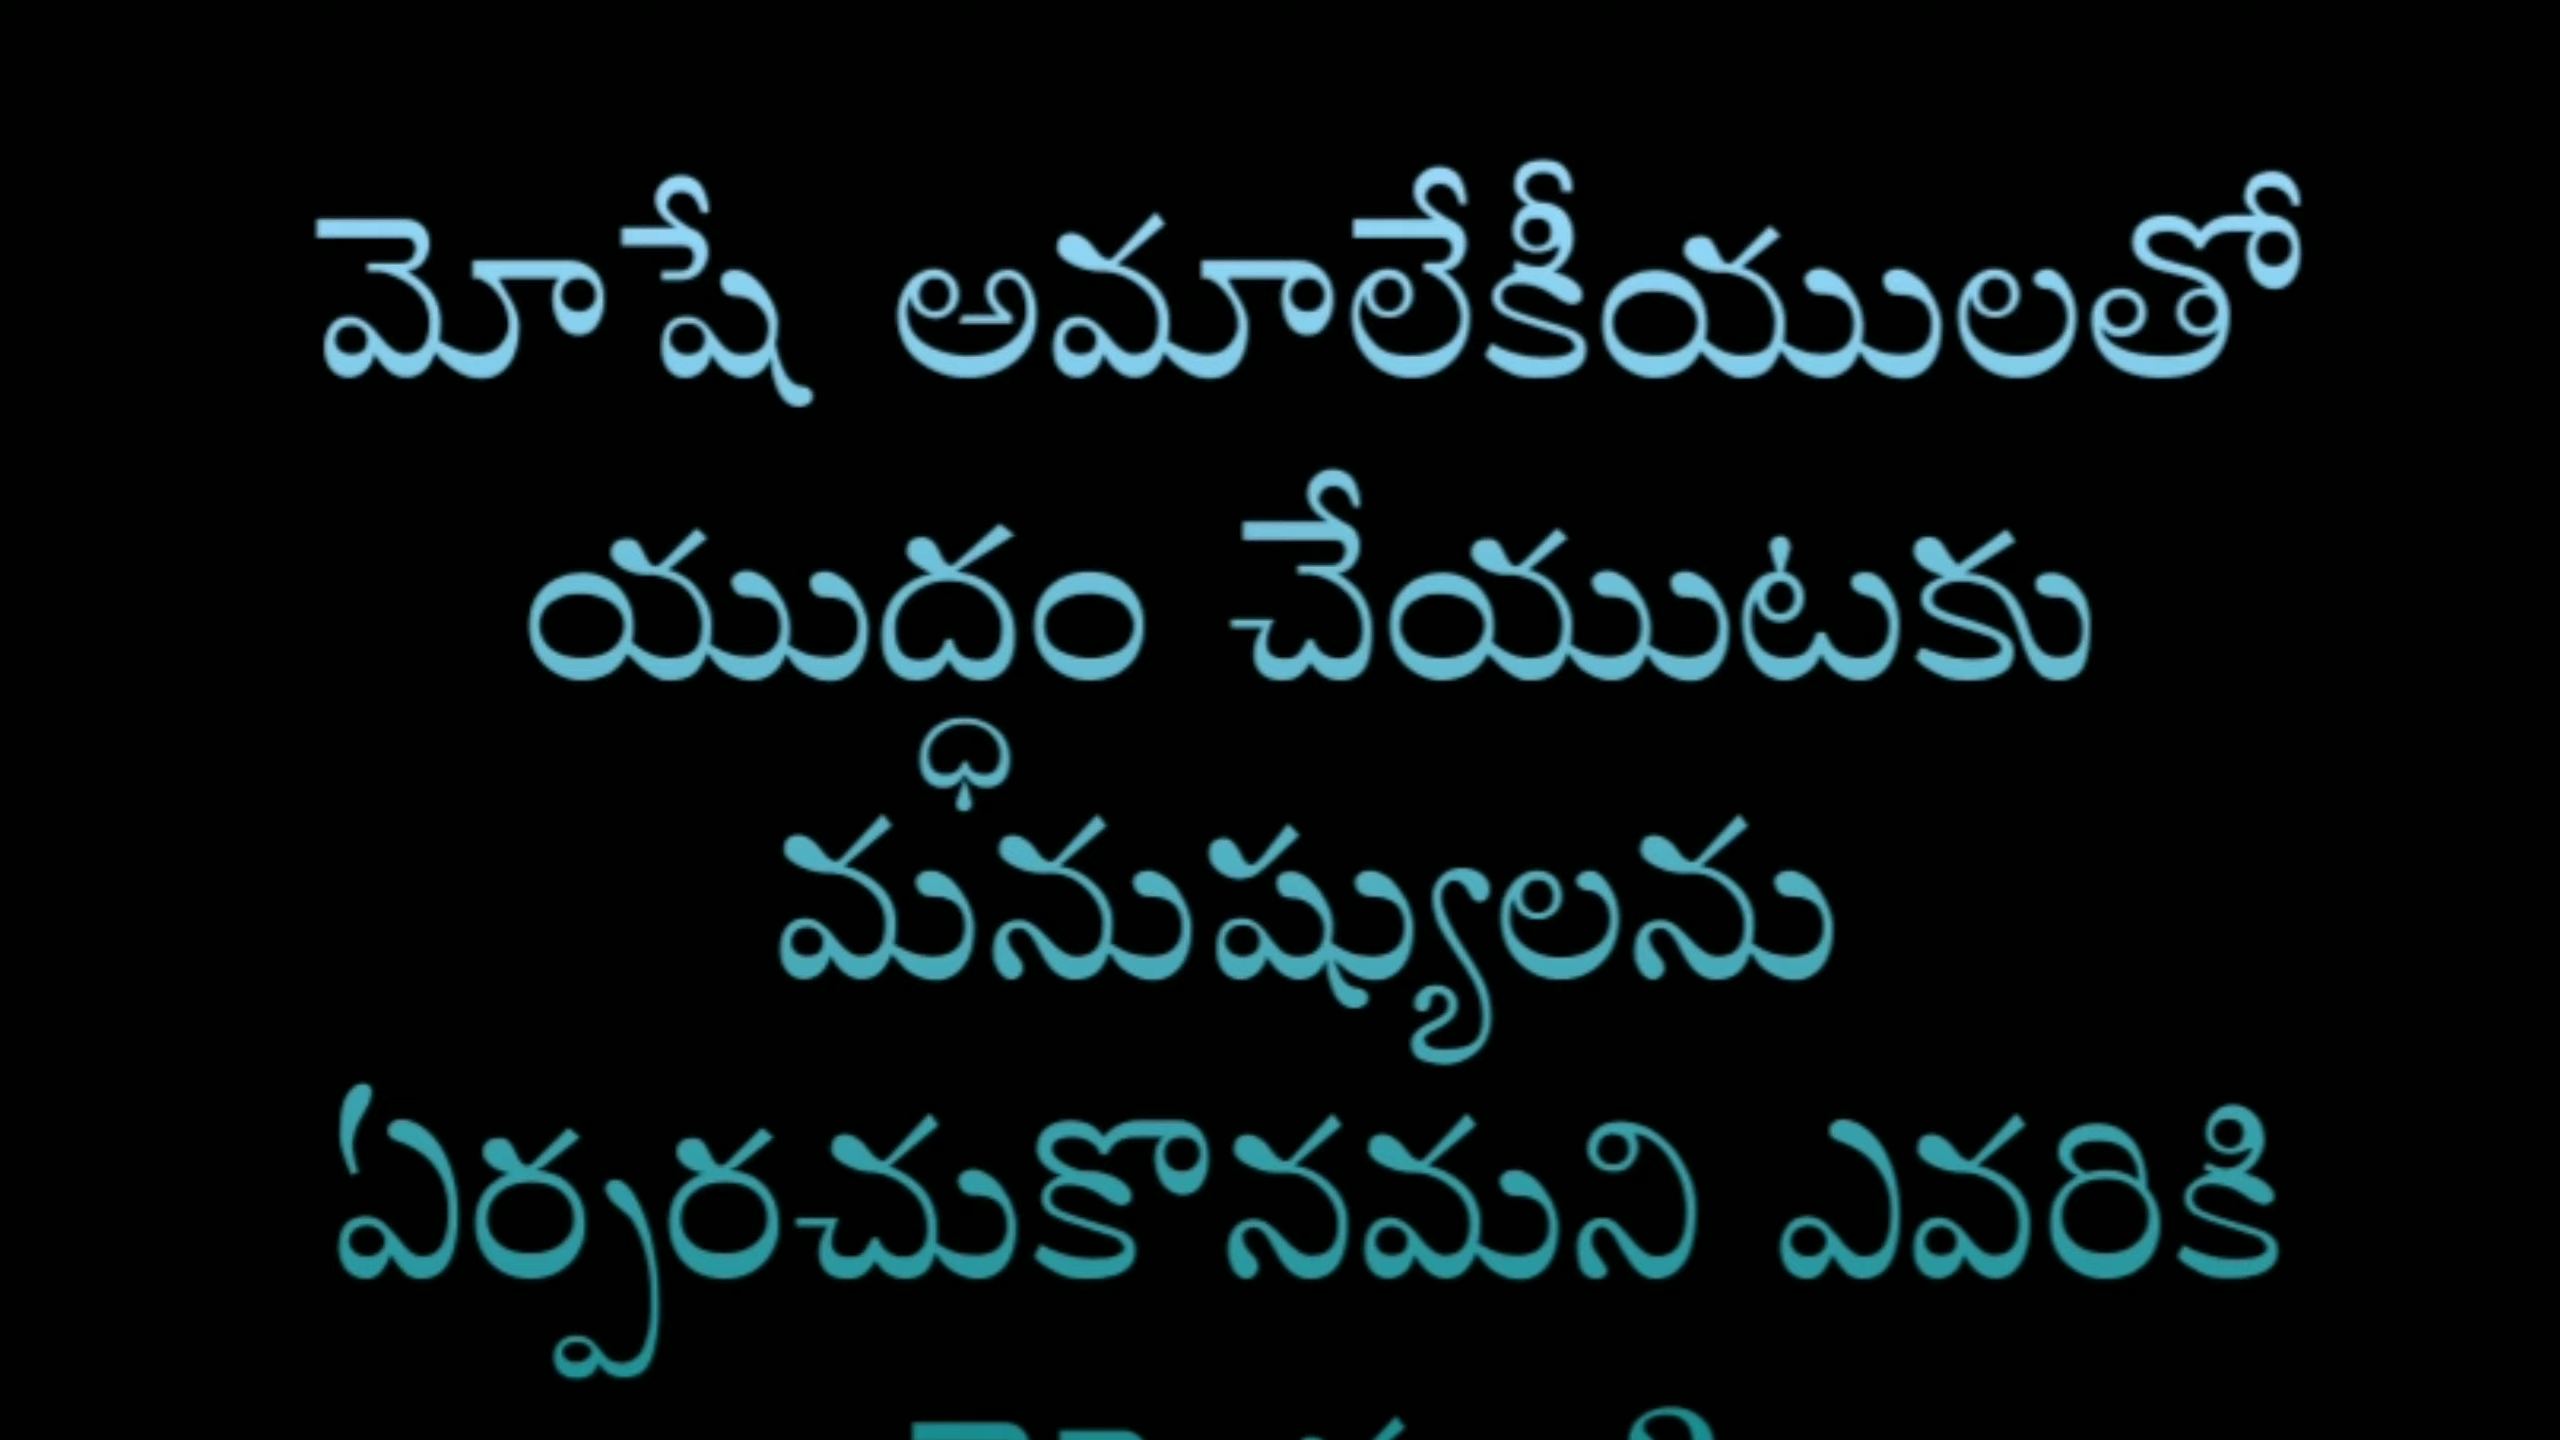 మోషే అమాలేకీయులతో
యుద్ధం చేయుటకు
మనుష్యులను
ఏర్పరచుకొనమని ఎవరికి